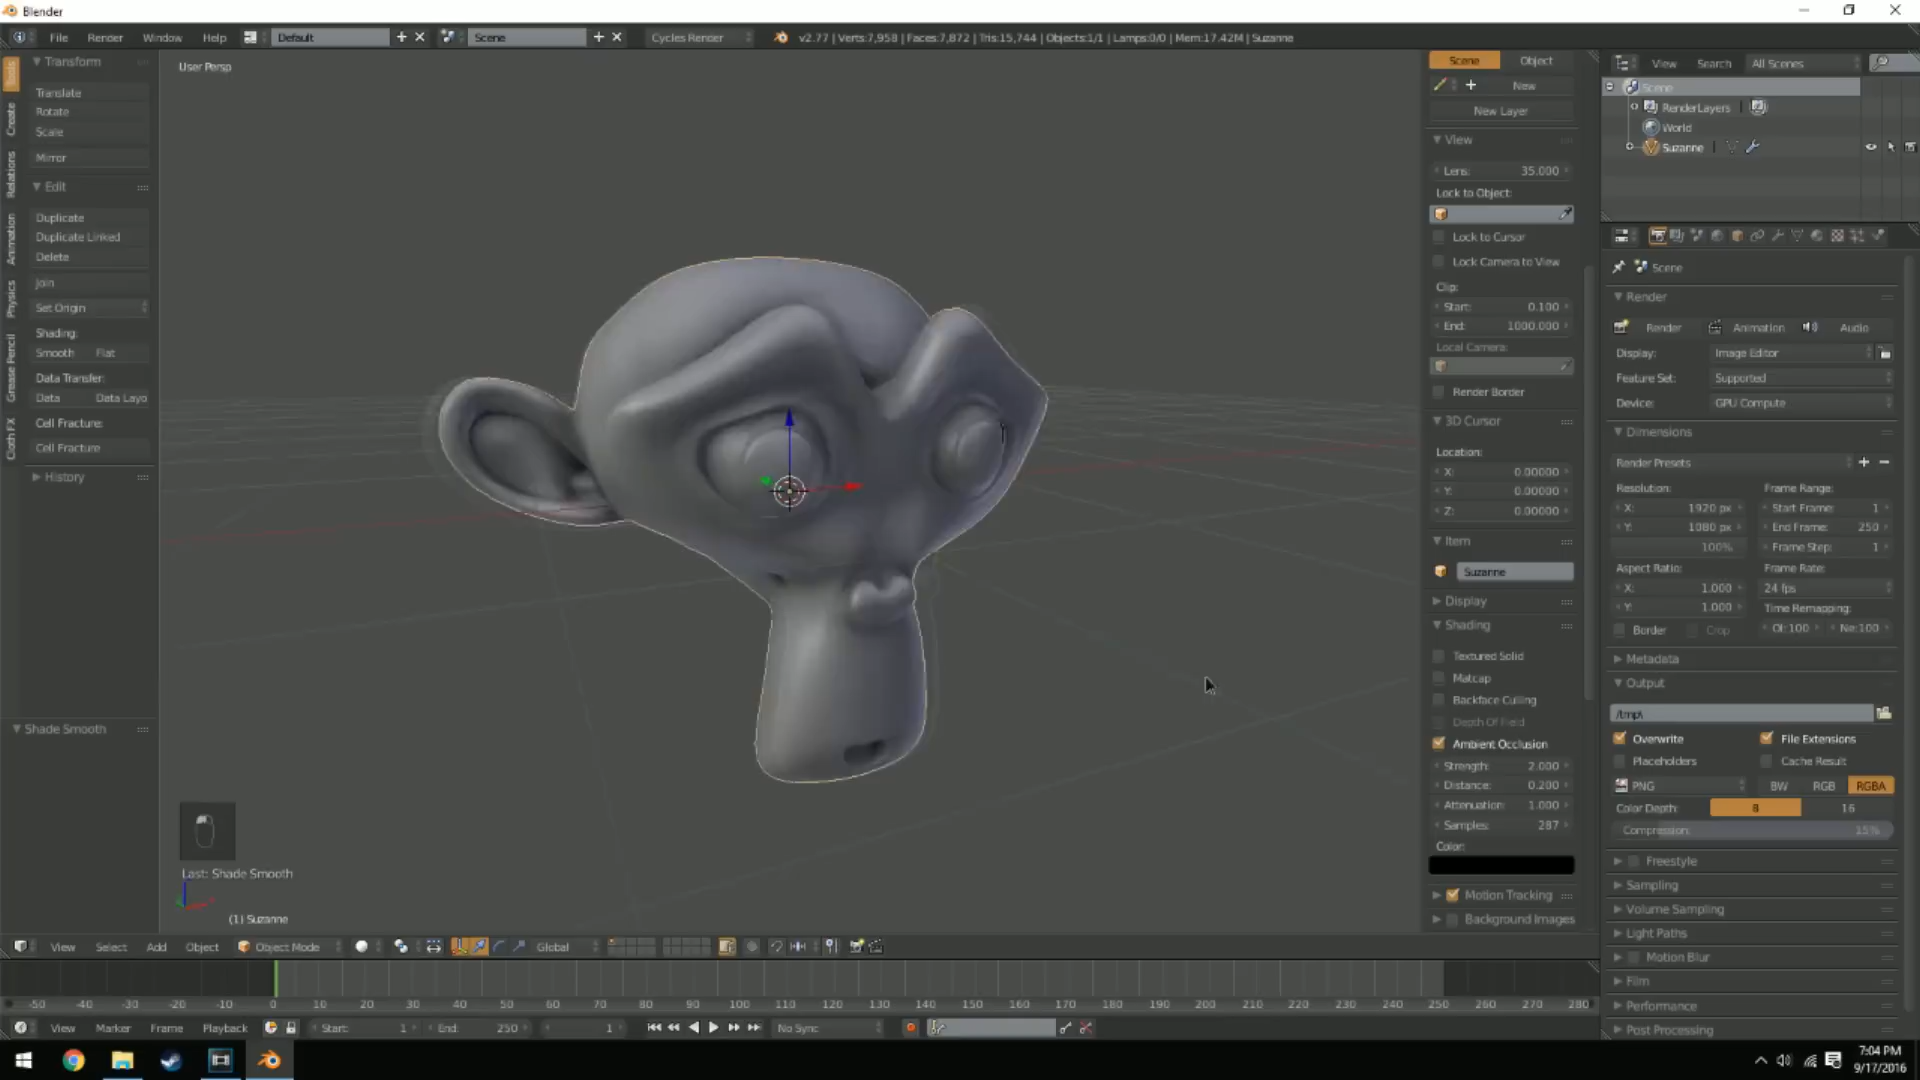 Blender
File Render Window Help Default Scene Cycles Render v2.77 | Verts:7,958 | Faces:7,872 | Tris:15,744 | Objects:1/1 | Lamps:0/0 | Mem:17.42M | Suzanne
Tools
Create
Relations
Animation
Physics
Grease Pencil
Cloth FX
Transform
Translate
Rotate
Scale
Mirror
Edit
Duplicate
Duplicate Linked
Delete
Join
Set Origin
Shading:
Smooth Flat
Data Transfer:
Data Data Layo
Cell Fracture:
Cell Fracture
History
Shade Smooth
User Persp
Last: Shade Smooth
(1) Suzanne
Scene Object
New
New Layer
View
Lens: 35.000
Lock to Object:
Lock to Cursor
Lock Camera to View
Clip:
Start: 0.100
End: 1000.000
Local Camera:
Render Border
3D Cursor
Location:
X: 0.00000
Y: 0.00000
Z: 0.00000
Item
Suzanne
Display
Shading
Textured Solid
Matcap
Backface Culling
Depth Of Field
Ambient Occlusion
Strength: 2.000
Distance: 0.200
Attenuation: 1.000
Samples: 287
Color:
Motion Tracking
Background Images
View Search All Scenes
Scene
RenderLayers |
World
Suzanne |
Scene
Render
Render Animation Audio
Display: Image Editor
Feature Set: Supported
Device: GPU Compute
Dimensions
Render Presets
Resolution: Frame Range:
X: 1920 px Start Frame: 1
Y: 1080 px End Frame: 250
100% Frame Step: 1
Aspect Ratio: Frame Rate:
X: 1.000 24 fps
Y: 1.000 Time Remapping:
Border Crop Ol:100 Ne:100
Metadata
Output
/tmp\
Overwrite File Extensions
Placeholders Cache Result
PNG BW RGB RGBA
Color Depth: 8 16
Compression: 15%
Freestyle
Sampling
Volume Sampling
Light Paths
Motion Blur
Film
Performance
Post Processing
View Select Add Object Object Mode Global
-50 -40 -30 -20 -10 0 10 20 30 40 50 60 70 80 90 100 110 120 130 140 150 160 170 180 190 200 210 220 230 240 250 260 270 280
View Marker Frame Playback Start: 1 End: 250 1 No Sync
7:04 PM
9/17/2016